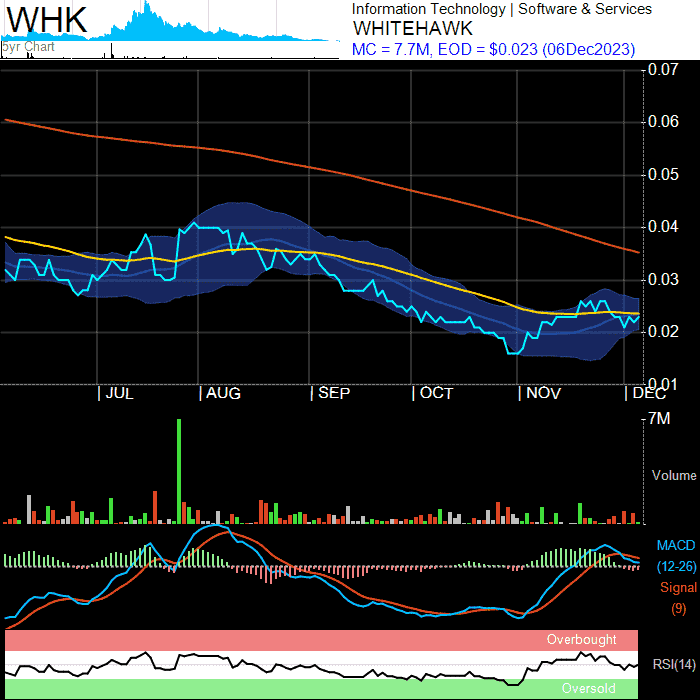 WHK
5yr Chart
Information Technology | Software & Services
WHITEHAWK
MC = 7.7M, EOD = $0.023 (06Dec2023)
0.07
0.06
0.05
0.04
0.03
0.02
0.01
| JUL
| AUG
| SEP
| OCT
| NOV
| DEC
7M
Volume
MACD
(12-26)
Signal
(9)
Overbought
RSI(14)
Oversold